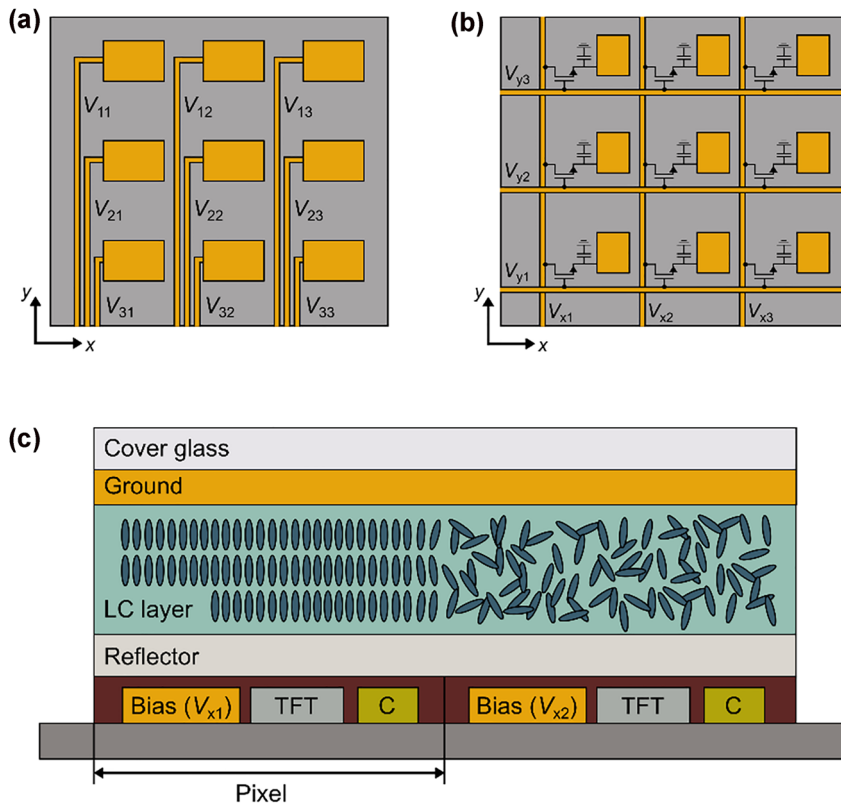 (a)
V11 V12 V13
V21 V22 V23
V31 V32 V33
y
x
(b)
Vy3
Vy2
Vy1
Vx1 Vx2 Vx3
y
x
(c)
Cover glass
Ground
LC layer
Reflector
Bias (Vx1) TFT C Bias (Vx2) TFT C
Pixel